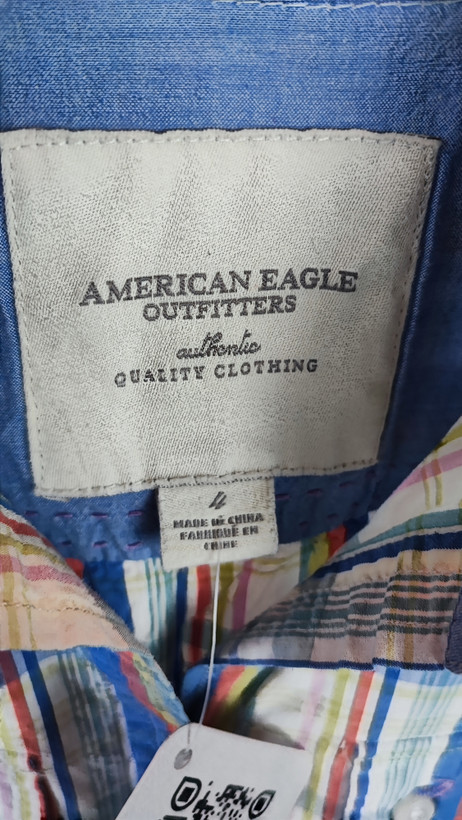 AMERICAN EAGLE
OUTFITTERS
authentic
QUALITY CLOTHING
4
MADE IN CHINA
FABRIQUÉ EN
CHINE